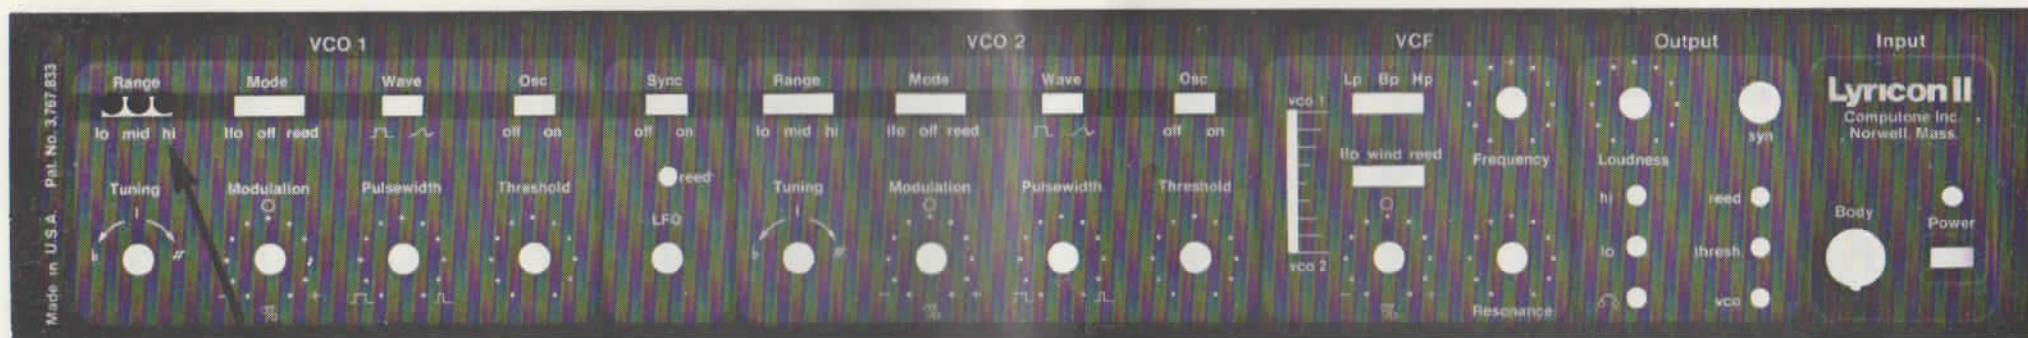 Made in U.S.A. Pat. No. 3,767,833
VCO 1
Range Mode Wave Osc
lo mid hi llo off reed off on
Tuning Modulation Pulsewidth Threshold
b #
- + %
Sync
off on
reed
LFO
VCO 2
Range Mode Wave Osc
lo mid hi llo off reed off on
Tuning Modulation Pulsewidth Threshold
b #
- + %
VCF
Lp Bp Hp
vco 1
llo wind reed
Frequency
vco 2
- + %
Resonance
Output
Loudness
syn
hi reed
lo thresh
vco
Input
Lyricon II
Computone Inc.
Norwell, Mass.
Body
Power